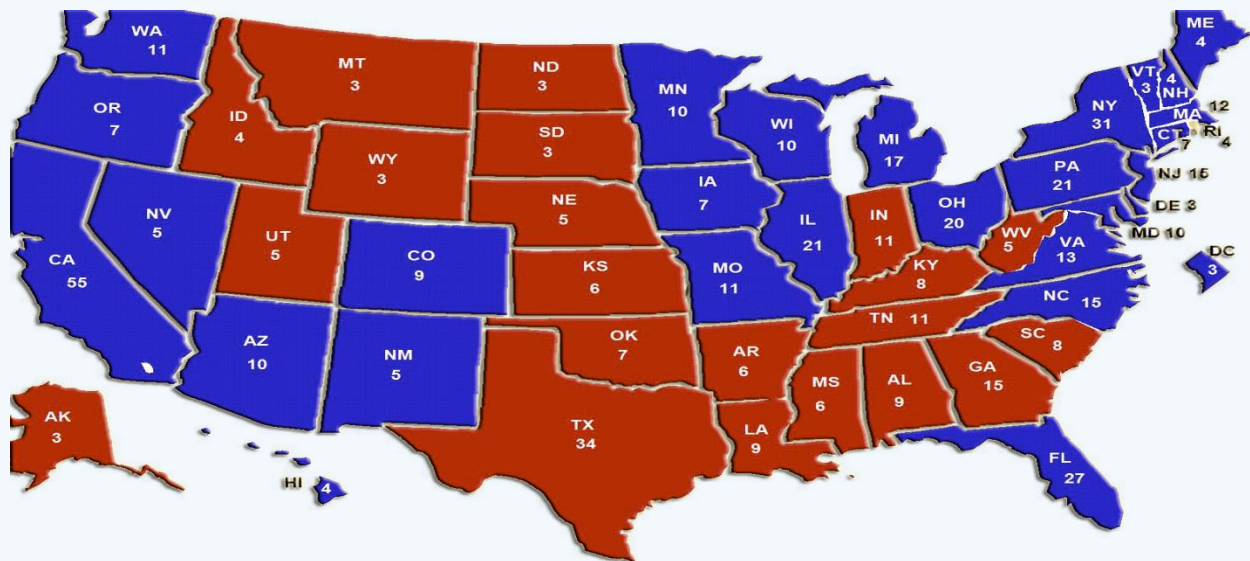 WA
11
MT
3
ND
3
MN
10
ME
4
VT
3
4
NH
OR
7
ID
4
SD
3
WI
10
MI
17
NY
31
12
MA
CT
7
RI
4
WY
3
NE
5
IA
7
PA
21
NJ 15
NV
5
UT
5
CO
9
IL
21
IN
11
OH
20
WV
5
VA
13
DE 3
MD 10
DC
3
CA
55
KS
6
MO
11
KY
8
NC 15
TN 11
AZ
10
NM
5
OK
7
AR
6
SC
8
MS
6
AL
9
GA
15
AK
3
TX
34
LA
9
FL
27
HI
4